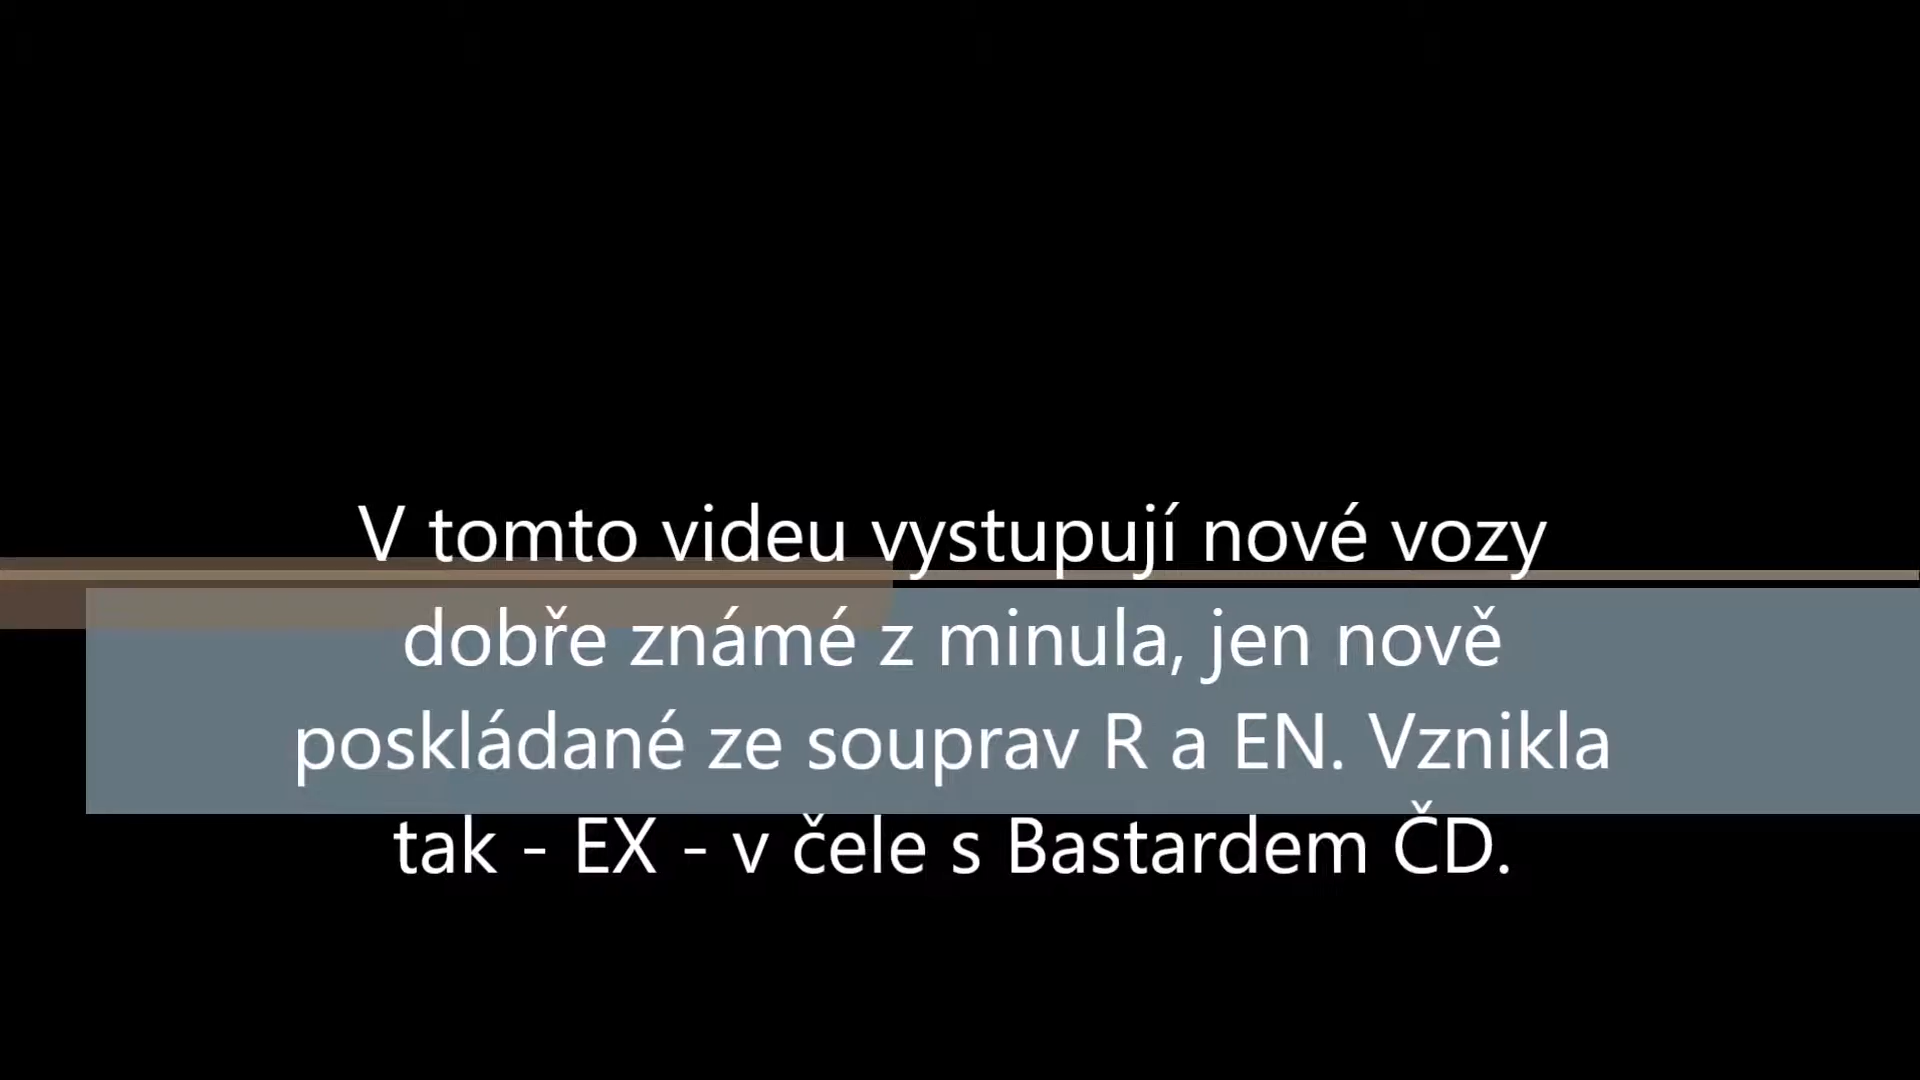 V tomto videu vystupují nové vozy
dobře známé z minula, jen nově
poskládané ze souprav R a EN. Vznikla
tak - EX - v čele s Bastardem ČD.